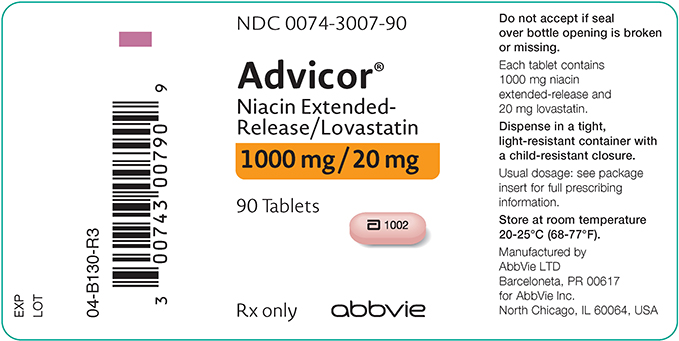 NDC 0074-3007-90
Advicor®
Niacin Extended-
Release/Lovastatin
1000 mg/20 mg
90 Tablets
a 1002
Rx only
abbvie
Do not accept if seal
over bottle opening is broken
or missing.
Each tablet contains
1000 mg niacin
extended-release and
20 mg lovastatin.
Dispense in a tight,
light-resistant container with
a child-resistant closure.
Usual dosage: see package
insert for full prescribing
information.
Store at room temperature
20-25°C (68-77°F).
Manufactured by
AbbVie LTD
Barceloneta, PR 00617
for AbbVie Inc.
North Chicago, IL 60064, USA
EXP
LOT
04-B130-R3
3 00743 00790 9